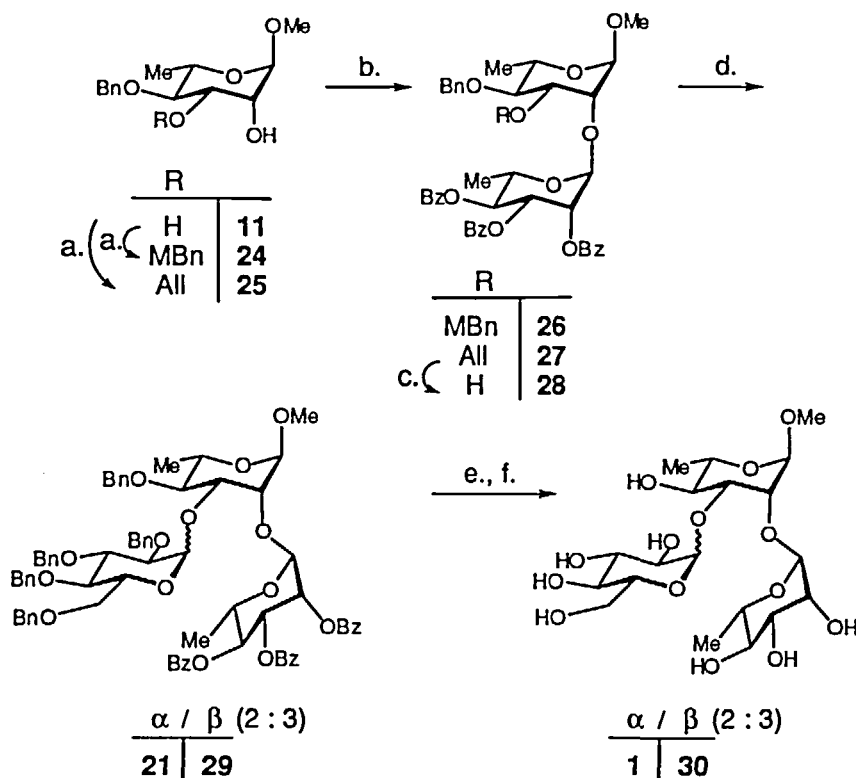 OMe
Me O
BnO
RO
OH
b.
OMe
Me O
BnO
RO
O
Me O
BzO
BzO
OBz
d.
R
H 11
a. a. MBn 24
All 25
R
MBn 26
All 27
c. H 28
OMe
Me O
BnO
O
O
BnO
BnO
BnO
O
BnO
O
Me
OBz
BzO OBz
α / β (2 : 3)
21 29
e., f.
OMe
Me O
HO
O
O
HO
HO
HO
O
HO
O
Me
OH
HO OH
α / β (2 : 3)
1 30